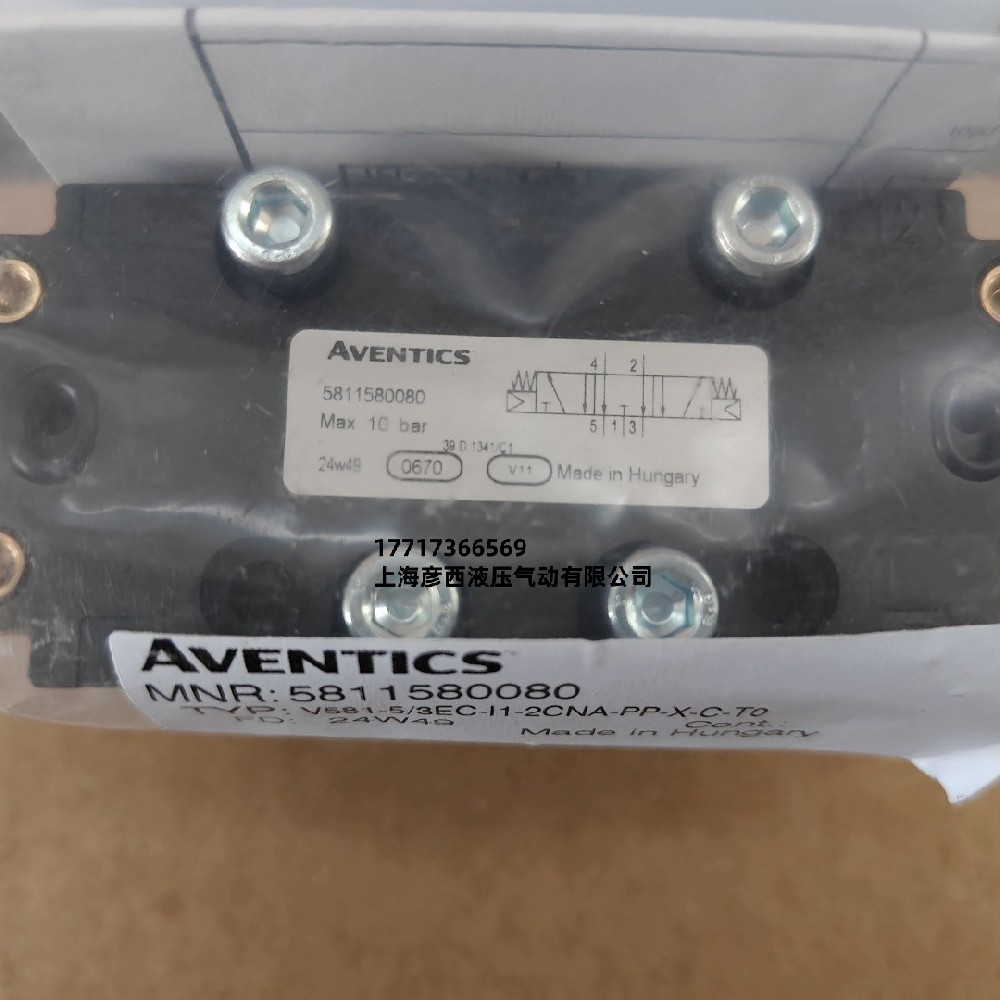 12
AVENTICS
5811580080
Max 10 bar
4 2
5 1 3
39 D 1341/C1
24w49 0670 V11 Made in Hungary
17717366569
上海彦西液压气动有限公司
AVENTICS
MNR: 5811580080
TYP: V581-5/3EC-I1-2CNA-PP-X-C-T0
FD: 24W49 Cont.:
Made in Hungary